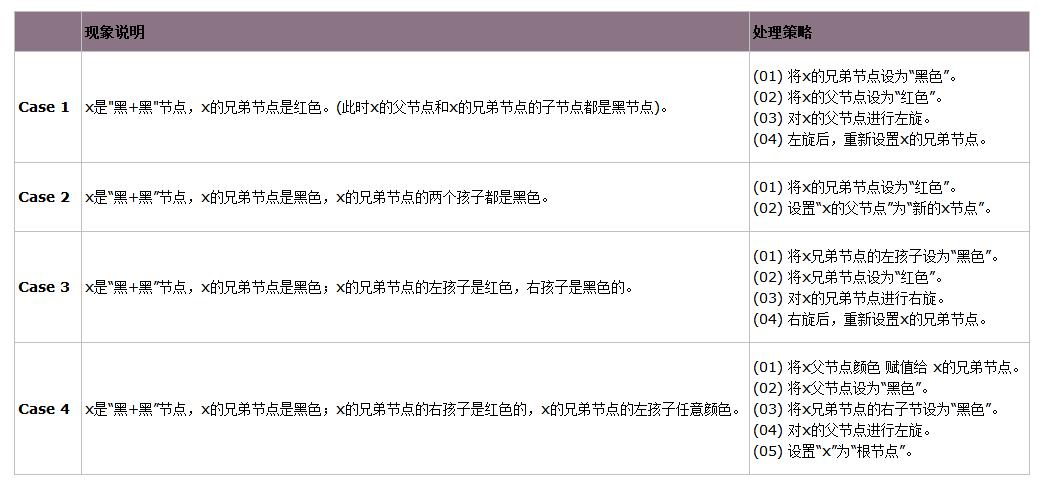 现象说明 处理策略
Case 1
x是"黑+黑"节点，x的兄弟节点是红色。(此时x的父节点和x的兄弟节点的子节点都是黑节点)。
(01) 将x的兄弟节点设为“黑色”。
(02) 将x的父节点设为“红色”。
(03) 对x的父节点进行左旋。
(04) 左旋后，重新设置x的兄弟节点。
Case 2
x是“黑+黑”节点，x的兄弟节点是黑色，x的兄弟节点的两个孩子都是黑色。
(01) 将x的兄弟节点设为“红色”。
(02) 设置“x的父节点”为“新的x节点”。
Case 3
x是“黑+黑”节点，x的兄弟节点是黑色；x的兄弟节点的左孩子是红色，右孩子是黑色的。
(01) 将x兄弟节点的左孩子设为“黑色”。
(02) 将x兄弟节点设为“红色”。
(03) 对x的兄弟节点进行右旋。
(04) 右旋后，重新设置x的兄弟节点。
Case 4
x是“黑+黑”节点，x的兄弟节点是黑色；x的兄弟节点的右孩子是红色的，x的兄弟节点的左孩子任意颜色。
(01) 将x父节点颜色 赋值给 x的兄弟节点。
(02) 将x父节点设为“黑色”。
(03) 将x兄弟节点的右子节设为“黑色”。
(04) 对x的父节点进行左旋。
(05) 设置“x”为“根节点”。